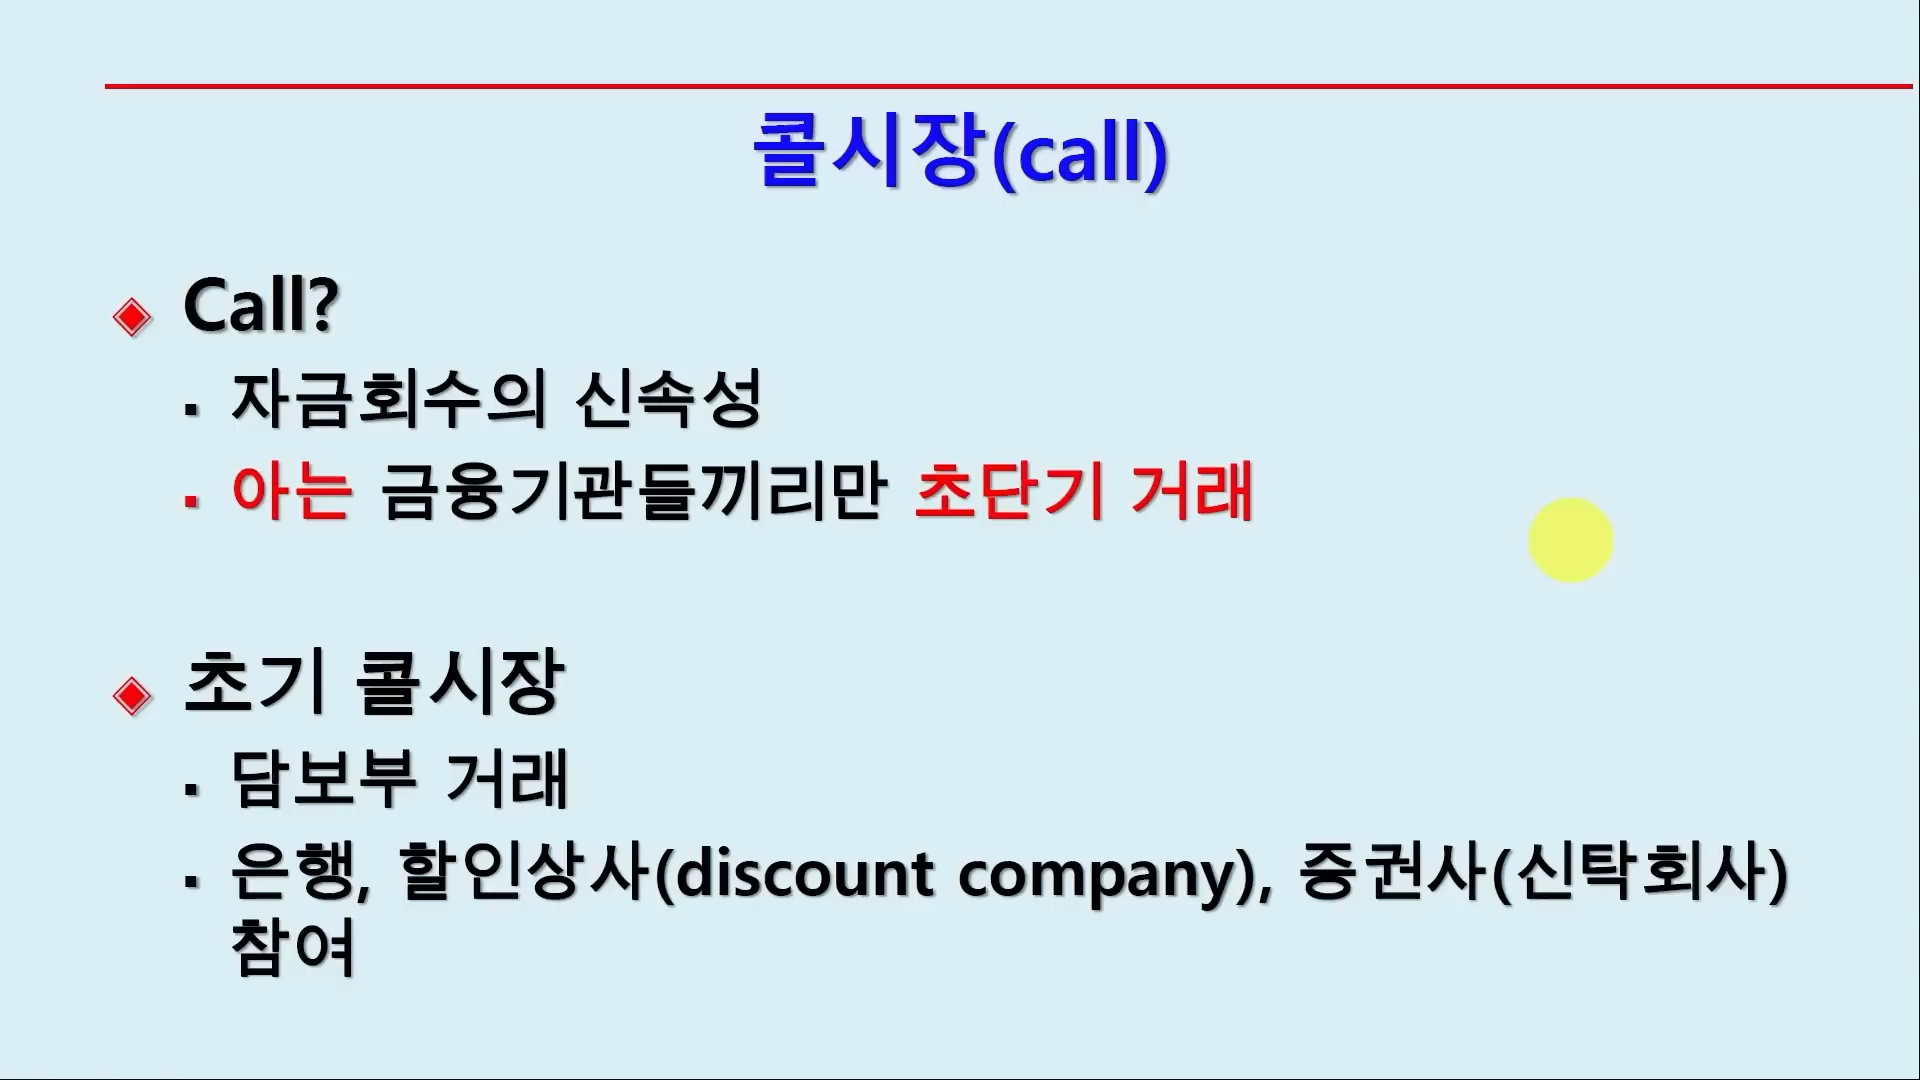 콜시장(call)
Call?
자금회수의 신속성
아는 금융기관들끼리만 초단기 거래
초기 콜시장
담보부 거래
은행, 할인상사(discount company), 증권사(신탁회사)
참여